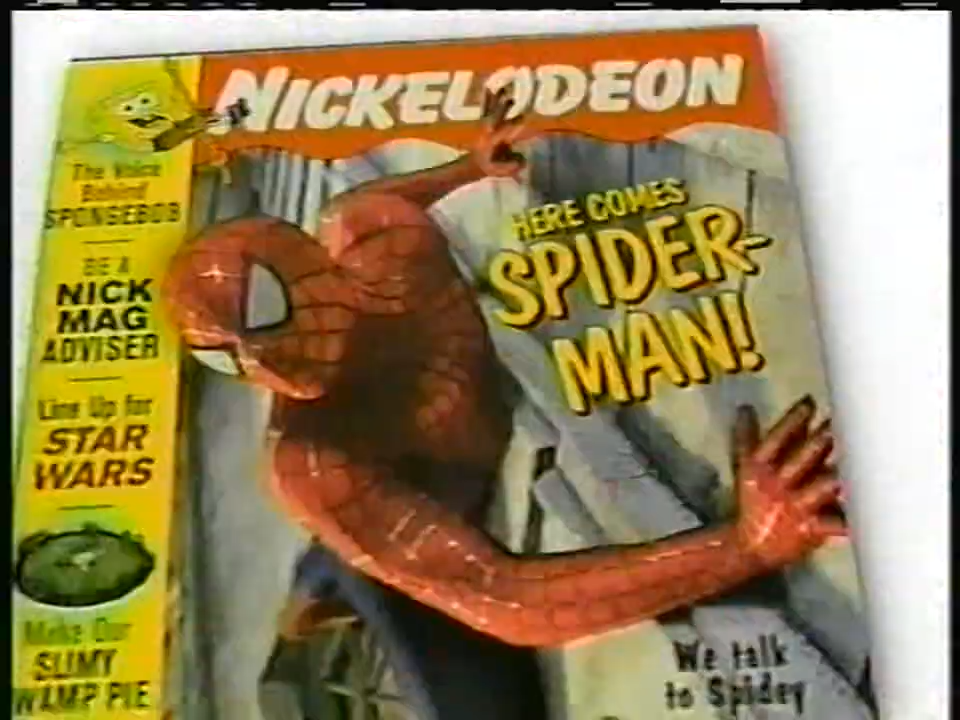 NICKELODEON
The Voice
Behind
SPONGEBOB
BE A
NICK
MAG
ADVISER
Line Up for
STAR
WARS
Make Our
SLIMY
WAMP PIE
HERE COMES
SPIDER-
MAN!
We talk
to Spidey